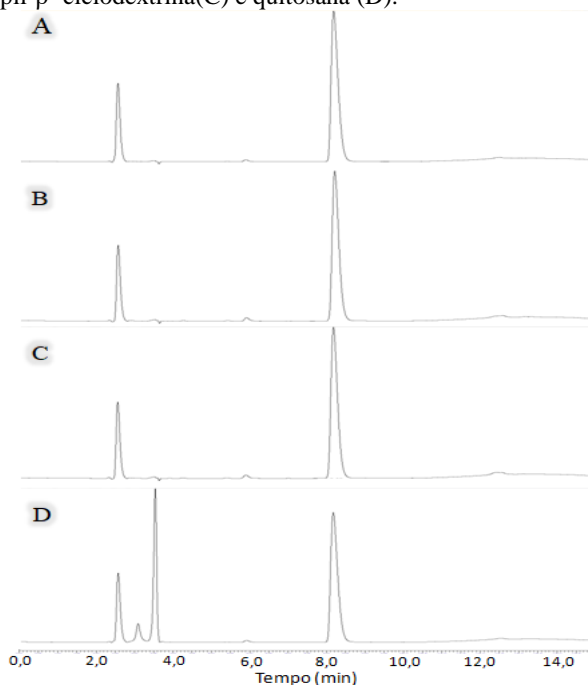 ciclodextrina(C) e quitosana (D).
A
B
C
D
0,0 2,0 4,0 6,0 8,0 10,0 12,0 14,0
Tempo (min)